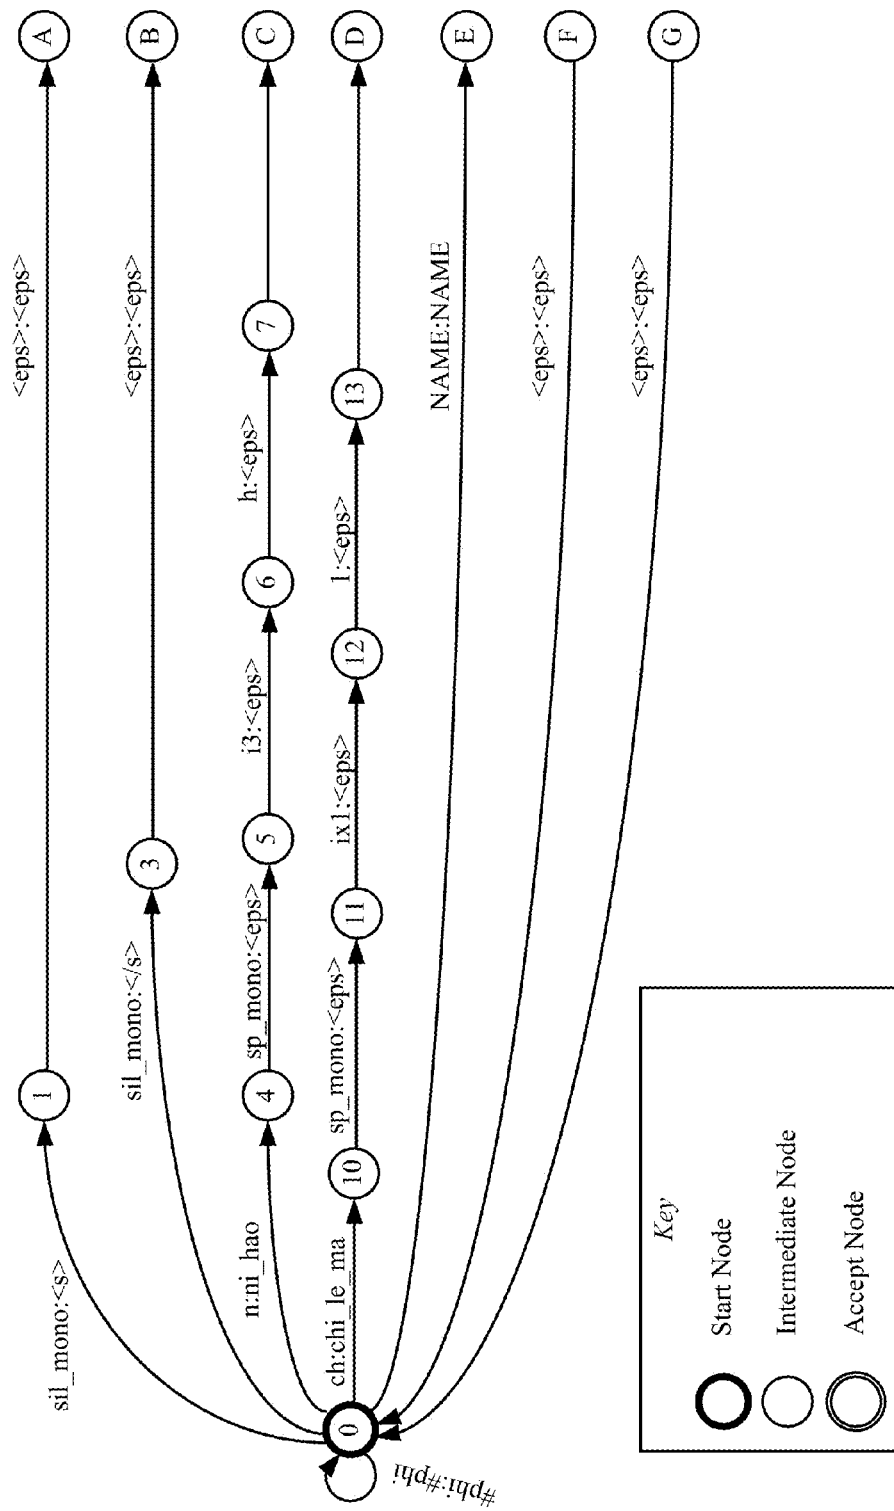 A
B
C
D
E
F
G
<eps>:<eps>
<eps>:<eps>
NAME:NAME
<eps>:<eps>
<eps>:<eps>
7
h:<eps>
6
i3:<eps>
5
sp_mono:<eps>
4
n:ni_hao
13
l:<eps>
12
ix1:<eps>
11
sp_mono:<eps>
10
ch:chi_le_ma
3
sil_mono:</s>
1
sil_mono:<s>
0
#phi:#phi
Key
Start Node
Intermediate Node
Accept Node